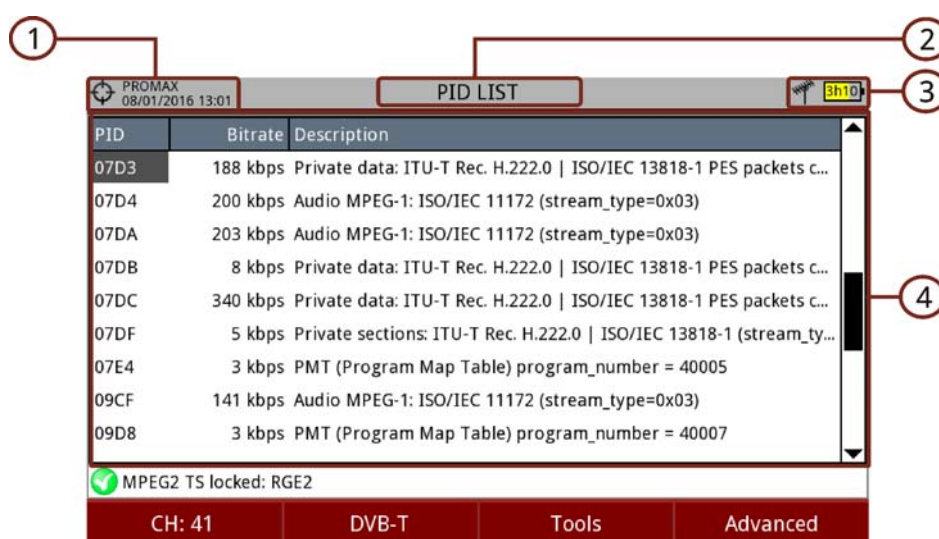 1
2
3
PROMAX
08/01/2016 13:01
PID LIST
3h10
PID Bitrate Description
07D3 188 kbps Private data: ITU-T Rec. H.222.0 | ISO/IEC 13818-1 PES packets c...
07D4 200 kbps Audio MPEG-1: ISO/IEC 11172 (stream_type=0x03)
07DA 203 kbps Audio MPEG-1: ISO/IEC 11172 (stream_type=0x03)
07DB 8 kbps Private data: ITU-T Rec. H.222.0 | ISO/IEC 13818-1 PES packets c...
07DC 340 kbps Private data: ITU-T Rec. H.222.0 | ISO/IEC 13818-1 PES packets c...
4
07DF 5 kbps Private sections: ITU-T Rec. H.222.0 | ISO/IEC 13818-1 (stream_ty...
07E4 3 kbps PMT (Program Map Table) program_number = 40005
09CF 141 kbps Audio MPEG-1: ISO/IEC 11172 (stream_type=0x03)
09D8 3 kbps PMT (Program Map Table) program_number = 40007
MPEG2 TS locked: RGE2
CH: 41 DVB-T Tools Advanced